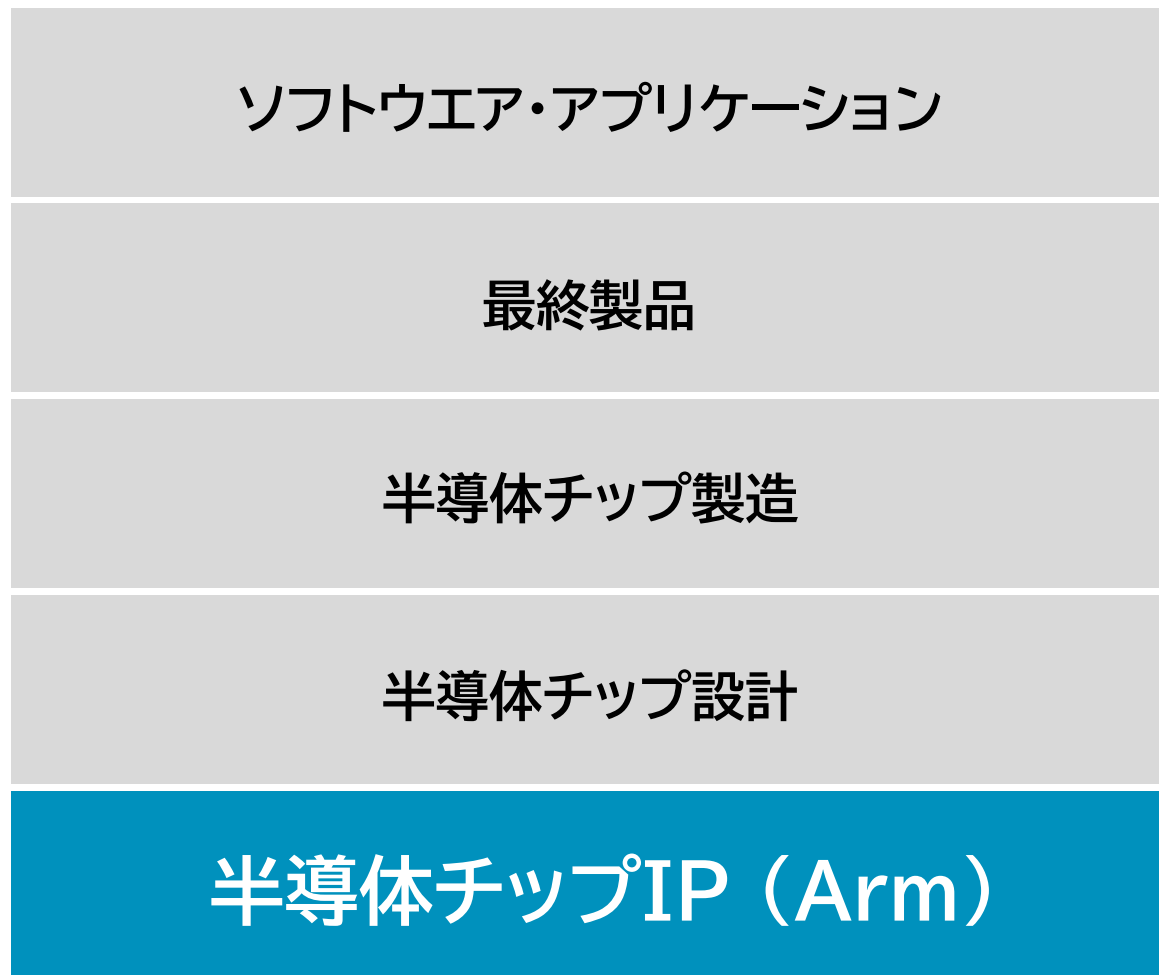 ソフトウエア・アプリケーション
最終製品
半導体チップ製造
半導体チップ設計
半導体チップIP（Arm）